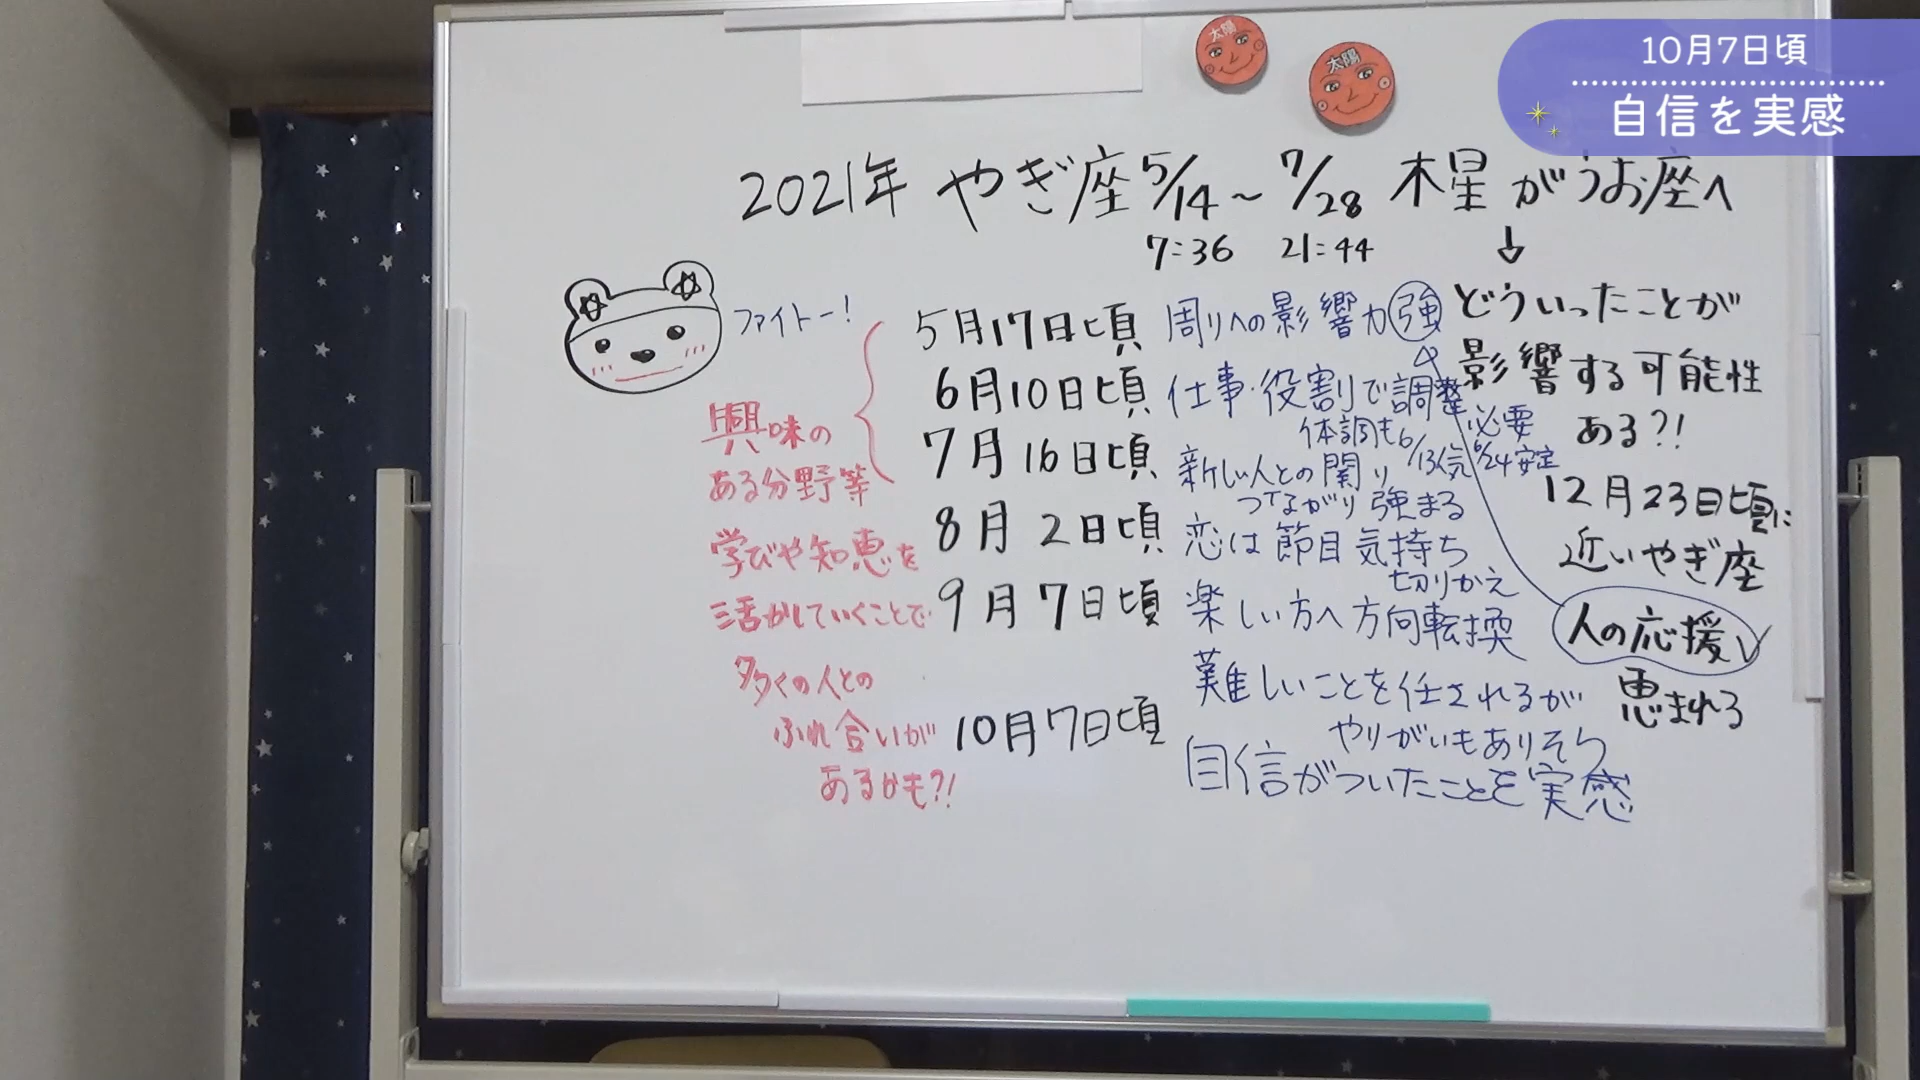 10月7日頃
自信を実感
太陽
太陽
2021年 やぎ座 5/14~7/28 木星がうお座へ
7:36 21:44
↓
どういったことが
影響する可能性
ある?!
12月23日頃に
近いやぎ座
人の応援
恵まれる
ファイトー!
5月17日頃 周りへの影響力強
6月10日頃 仕事・役割で調整必要
体調も6/13人気 6/24安定
7月16日頃 新しい人との関り
つながり強まる
8月2日頃 恋は節目気持ち
切りかえ
9月7日頃 楽しい方へ方向転換
難しいことを任されるが
やりがいもありそう
10月7日頃 自信がついたことを実感
興味の
ある分野等
学びや知恵を
活かしていくことで
多くの人との
ふれ合いが
あるかも?!